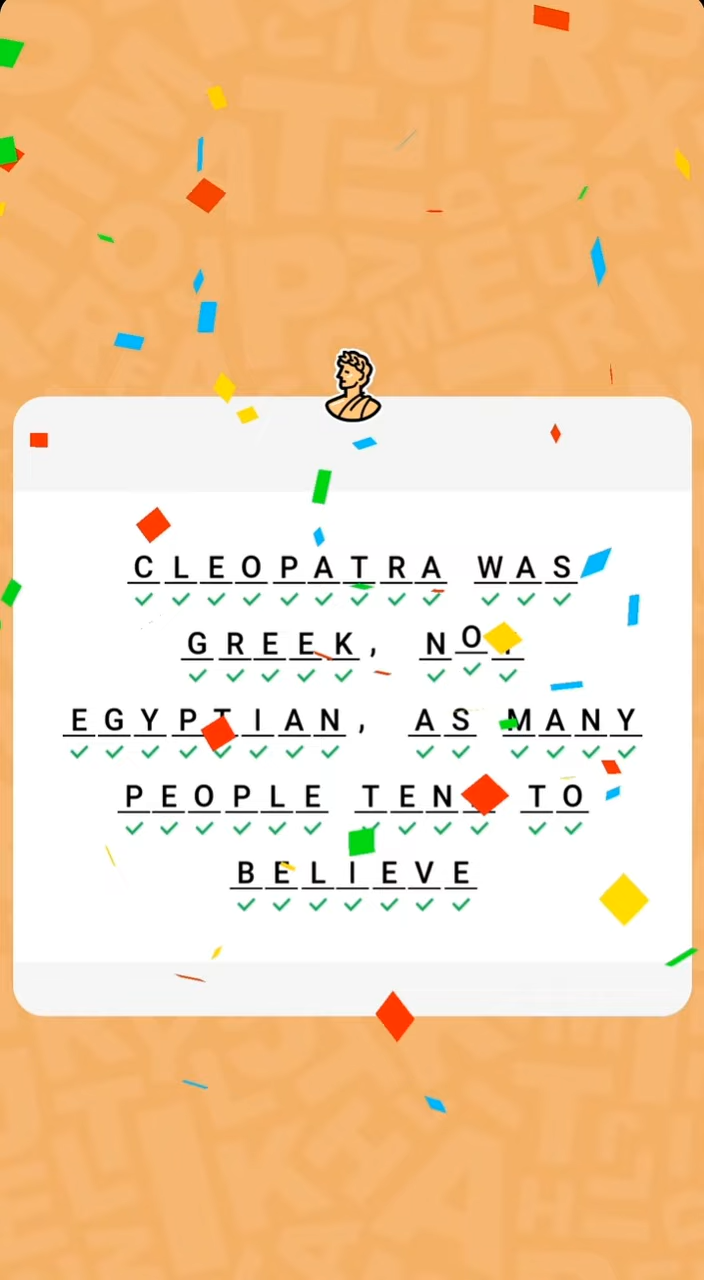 CLEOPATRA WAS
GREEK, NOT
EGYPTIAN, AS MANY
PEOPLE TEND TO
BELIEVE